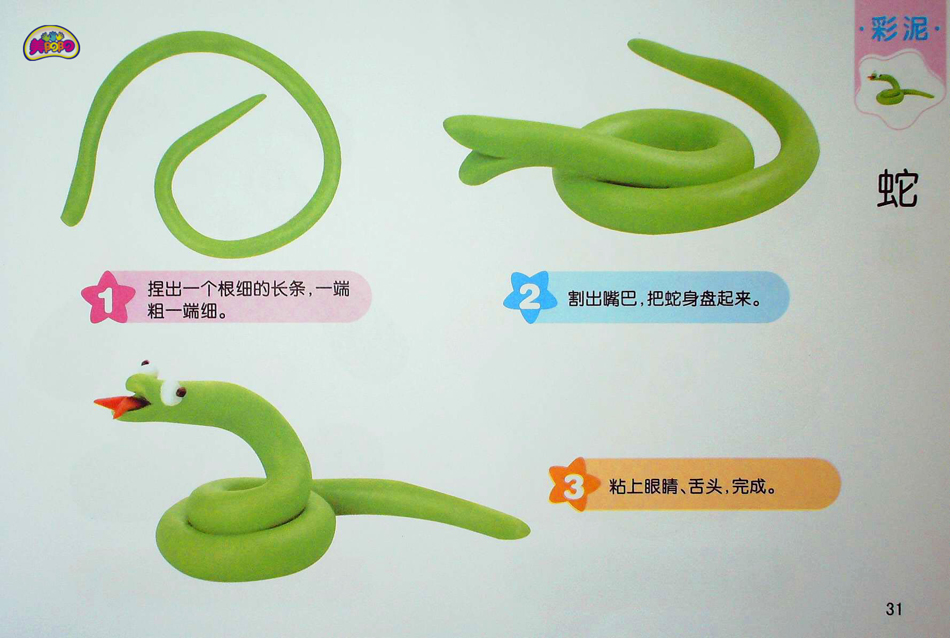 MPOPO
·彩泥·
蛇
1
捏出一个根细的长条,一端
粗一端细。
2
割出嘴巴,把蛇身盘起来。
3
粘上眼睛、舌头,完成。
31